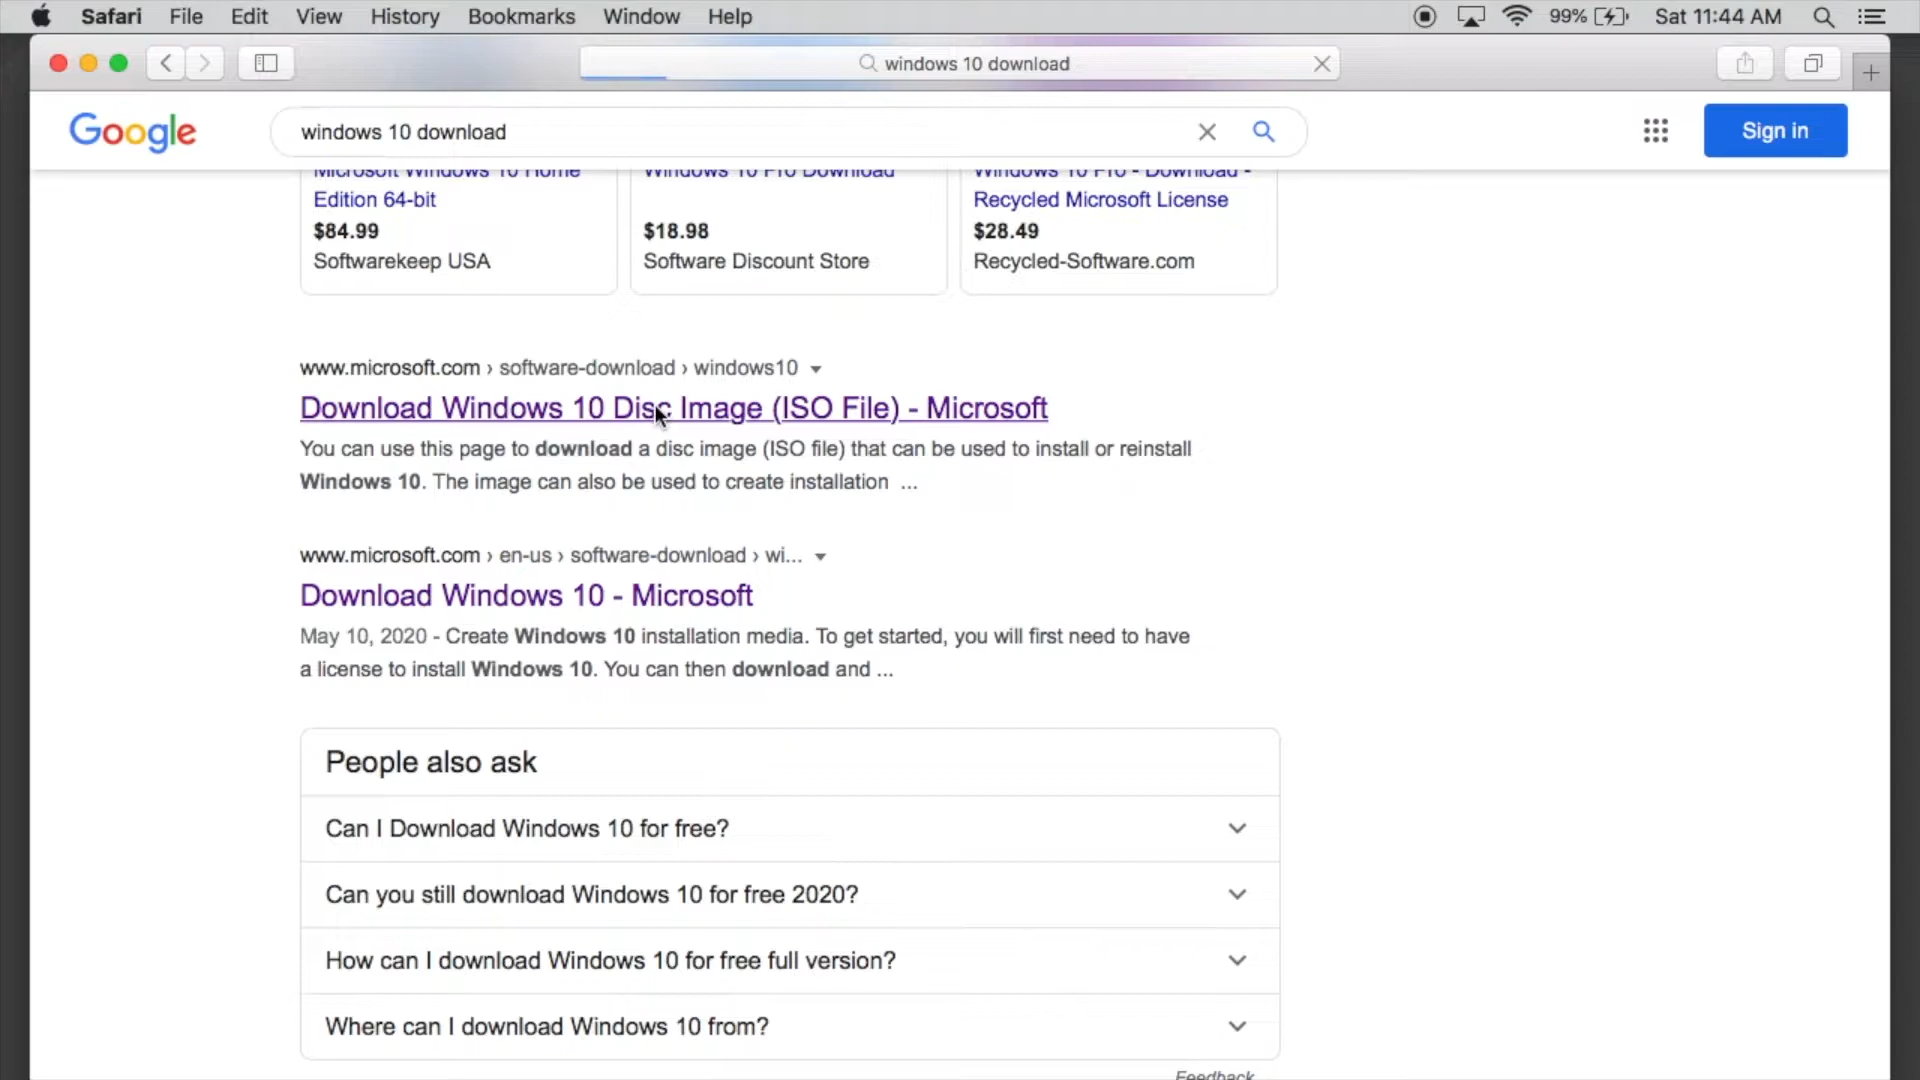 Safari File Edit View History Bookmarks Window Help 99% Sat 11:44 AM
windows 10 download
Google windows 10 download Sign in
Microsoft Windows 10 Home
Edition 64-bit
$84.99
Softwarekeep USA
Windows 10 Pro Download
$18.98
Software Discount Store
Windows 10 Pro - Download -
Recycled Microsoft License
$28.49
Recycled-Software.com
www.microsoft.com › software-download › windows10
Download Windows 10 Disc Image (ISO File) - Microsoft
You can use this page to download a disc image (ISO file) that can be used to install or reinstall
Windows 10. The image can also be used to create installation ...
www.microsoft.com › en-us › software-download › wi...
Download Windows 10 - Microsoft
May 10, 2020 - Create Windows 10 installation media. To get started, you will first need to have
a license to install Windows 10. You can then download and ...
People also ask
Can I Download Windows 10 for free?
Can you still download Windows 10 for free 2020?
How can I download Windows 10 for free full version?
Where can I download Windows 10 from?
Feedback